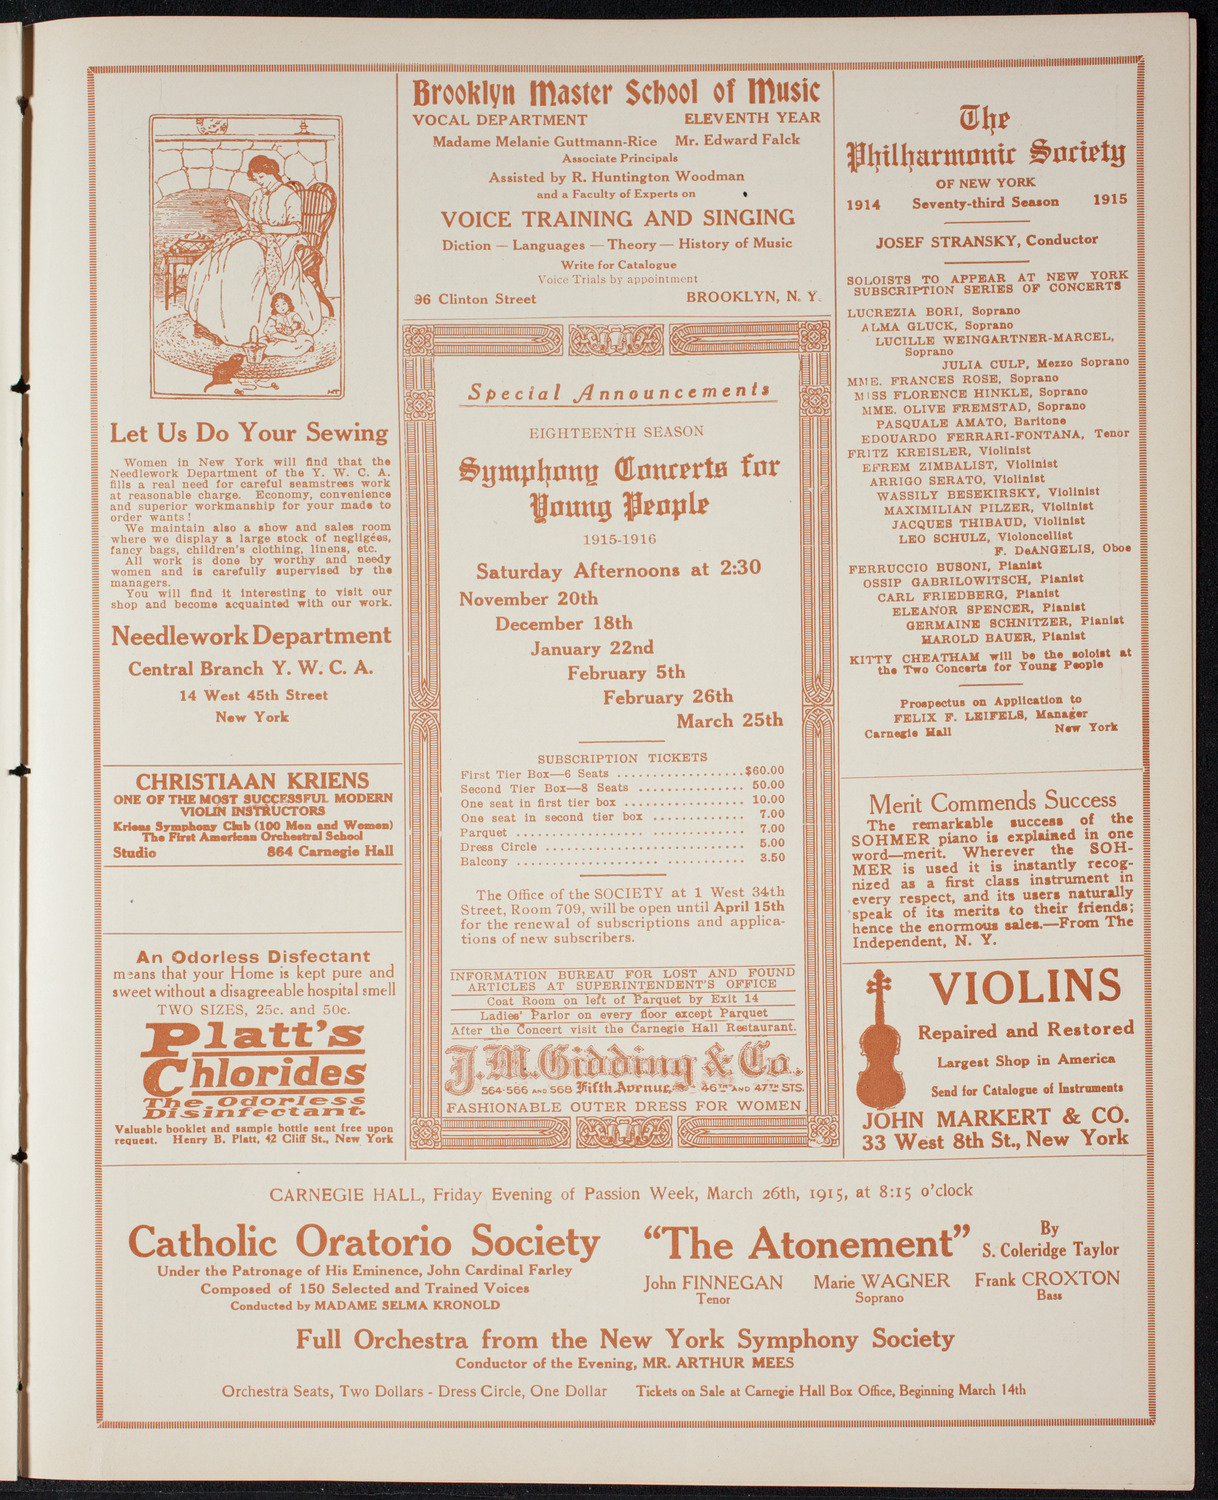 Let Us Do Your Sewing
Women in New York will find that the
Needlework Department of the Y. W. C. A.
fills a real need for careful seamstress work
at reasonable charge. Economy, convenience
and superior workmanship for your made to
order wants!
We maintain also a show and sales room
where we display a large stock of negligées,
fancy bags, children's clothing, linens, etc.
All work is done by worthy and needy
women and is carefully supervised by the
managers.
You will find it interesting to visit our
shop and become acquainted with our work.
Needlework Department
Central Branch Y. W. C. A.
14 West 45th Street
New York
CHRISTIAAN KRIENS
ONE OF THE MOST SUCCESSFUL MODERN
VIOLIN INSTRUCTORS
Kriens Symphony Club (100 Men and Women)
The First American Orchestral School
Studio 864 Carnegie Hall
An Odorless Disfectant
means that your Home is kept pure and
sweet without a disagreeable hospital smell
TWO SIZES, 25c. and 50c.
Platt's
Chlorides
The Odorless
Disinfectant.
Valuable booklet and sample bottle sent free upon
request. Henry B. Platt, 42 Cliff St., New York
Brooklyn Master School of Music
VOCAL DEPARTMENT ELEVENTH YEAR
Madame Melanie Guttmann-Rice Mr. Edward Falck
Associate Principals
Assisted by R. Huntington Woodman
and a Faculty of Experts on
VOICE TRAINING AND SINGING
Diction — Languages — Theory — History of Music
Write for Catalogue
Voice Trials by appointment
96 Clinton Street BROOKLYN, N. Y.
Special Announcements
EIGHTEENTH SEASON
Symphony Concerts for
Young People
1915-1916
Saturday Afternoons at 2:30
November 20th
December 18th
January 22nd
February 5th
February 26th
March 25th
SUBSCRIPTION TICKETS
First Tier Box—6 Seats ..................$60.00
Second Tier Box—8 Seats ............... 50.00
One seat in first tier box ................. 10.00
One seat in second tier box ............. 7.00
Parquet ................................ 7.00
Dress Circle ............................ 5.00
Balcony .................... ........... 3.50
The Office of the SOCIETY at 1 West 34th
Street, Room 709, will be open until April 15th
for the renewal of subscriptions and applica-
tions of new subscribers.
INFORMATION BUREAU FOR LOST AND FOUND
ARTICLES AT SUPERINTENDENT'S OFFICE
Coat Room on left of Parquet by Exit 14
Ladies' Parlor on every floor except Parquet
After the Concert visit the Carnegie Hall Restaurant.
J.M. Gidding & Co.
564-566 AND 568 Fifth Avenue, 46TH AND 47TH STS.
FASHIONABLE OUTER DRESS FOR WOMEN
The
Philharmonic Society
OF NEW YORK
1914 Seventy-third Season 1915
JOSEF STRANSKY, Conductor
SOLOISTS TO APPEAR AT NEW YORK
SUBSCRIPTION SERIES OF CONCERTS
LUCREZIA BORI, Soprano
ALMA GLUCK, Soprano
LUCILLE WEINGARTNER-MARCEL,
Soprano
JULIA CULP, Mezzo Soprano
MME. FRANCES ROSE, Soprano
MISS FLORENCE HINKLE, Soprano
MME. OLIVE FREMSTAD, Soprano
PASQUALE AMATO, Baritone
EDOUARDO FERRARI-FONTANA, Tenor
FRITZ KREISLER, Violinist
EFREM ZIMBALIST, Violinist
ARRIGO SERATO, Violinist
WASSILY BESEKIRSKY, Violinist
MAXIMILIAN PILZER, Violinist
JACQUES THIBAUD, Violinist
LEO SCHULZ, Violoncellist
F. DeANGELIS, Oboe
FERRUCCIO BUSONI, Pianist
OSSIP GABRILOWITSCH, Pianist
CARL FRIEDBERG, Pianist
ELEANOR SPENCER, Pianist
GERMAINE SCHNITZER, Pianist
HAROLD BAUER, Pianist
KITTY CHEATHAM will be the soloist at
the Two Concerts for Young People
Prospectus on Application to
FELIX F. LEIFELS, Manager
Carnegie Hall New York
Merit Commends Success
The remarkable success of the
SOHMER piano is explained in one
word—merit. Wherever the SOH-
MER is used it is instantly recog-
nized as a first class instrument in
every respect, and its users naturally
speak of its merits to their friends;
hence the enormous sales.—From The
Independent, N. Y.
VIOLINS
Repaired and Restored
Largest Shop in America
Send for Catalogue of Instruments
JOHN MARKERT & CO.
33 West 8th St., New York
CARNEGIE HALL, Friday Evening of Passion Week, March 26th, 1915, at 8:15 o'clock
Catholic Oratorio Society
Under the Patronage of His Eminence, John Cardinal Farley
Composed of 150 Selected and Trained Voices
Conducted by MADAME SELMA KRONOLD
"The Atonement"
By
S. Coleridge Taylor
John FINNEGAN Marie WAGNER Frank CROXTON
Tenor Soprano Bass
Full Orchestra from the New York Symphony Society
Conductor of the Evening, MR. ARTHUR MEES
Orchestra Seats, Two Dollars - Dress Circle, One Dollar Tickets on Sale at Carnegie Hall Box Office, Beginning March 14th